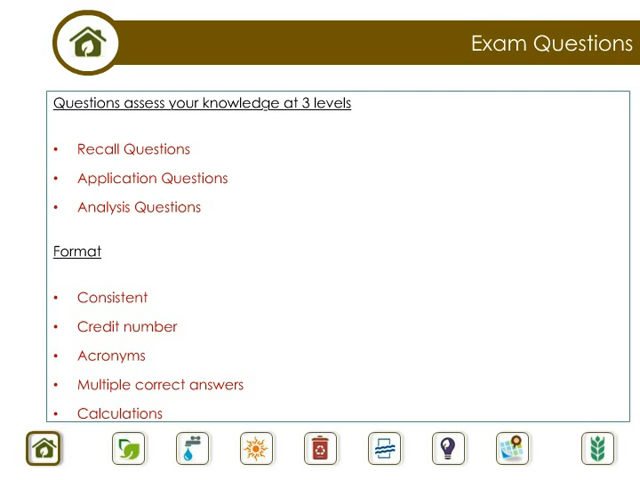 Exam Questions
Questions assess your knowledge at 3 levels
• Recall Questions
• Application Questions
• Analysis Questions
Format
• Consistent
• Credit number
• Acronyms
• Multiple correct answers
• Calculations